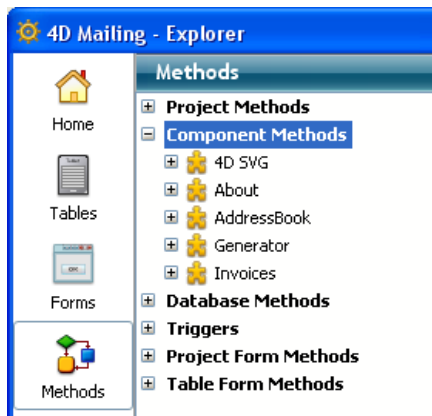 4D Mailing - Explorer
Home
Tables
Forms
Methods
Methods
Project Methods
Component Methods
4D SVG
About
AddressBook
Generator
Invoices
Database Methods
Triggers
Project Form Methods
Table Form Methods